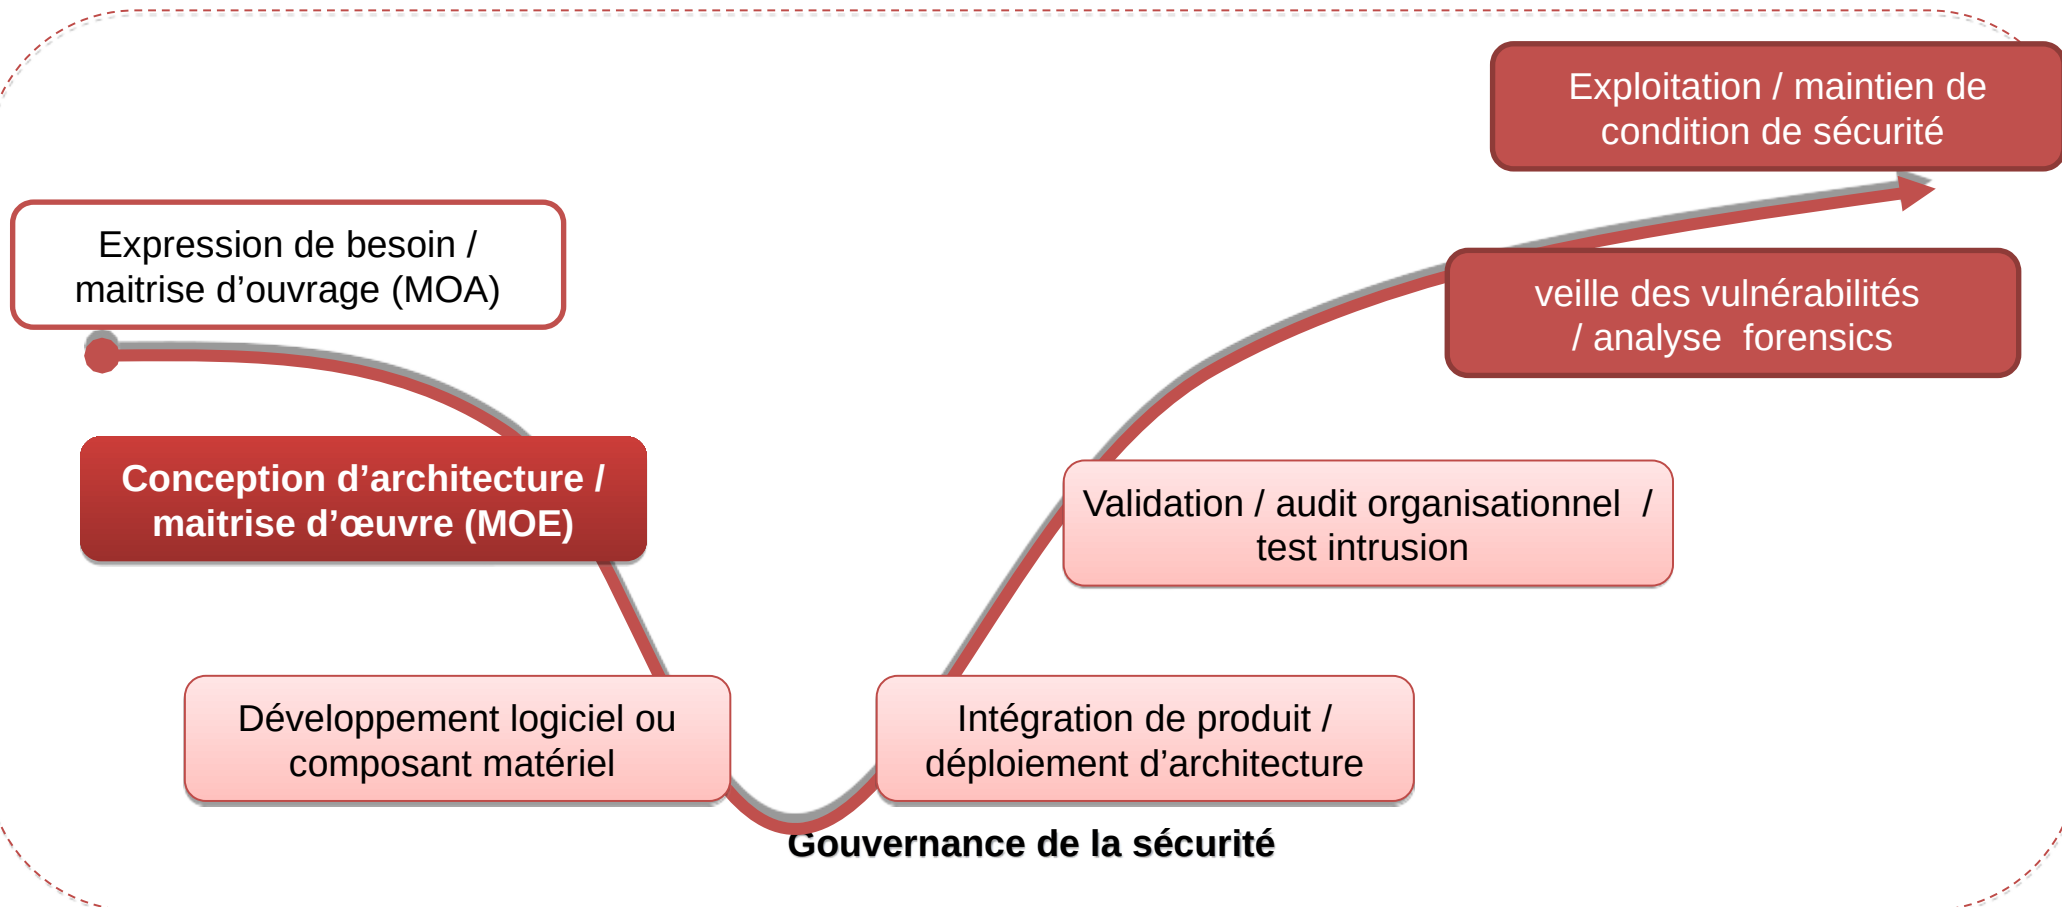 Exploitation / maintien de
condition de sécurité
Expression de besoin /
maitrise d’ouvrage (MOA)
veille des vulnérabilités
/ analyse  forensics
Conception d’architecture /
maitrise d’œuvre (MOE)
Validation / audit organisationnel  /
test intrusion
Développement logiciel ou
composant matériel
Intégration de produit /
déploiement d’architecture
Gouvernance de la sécurité